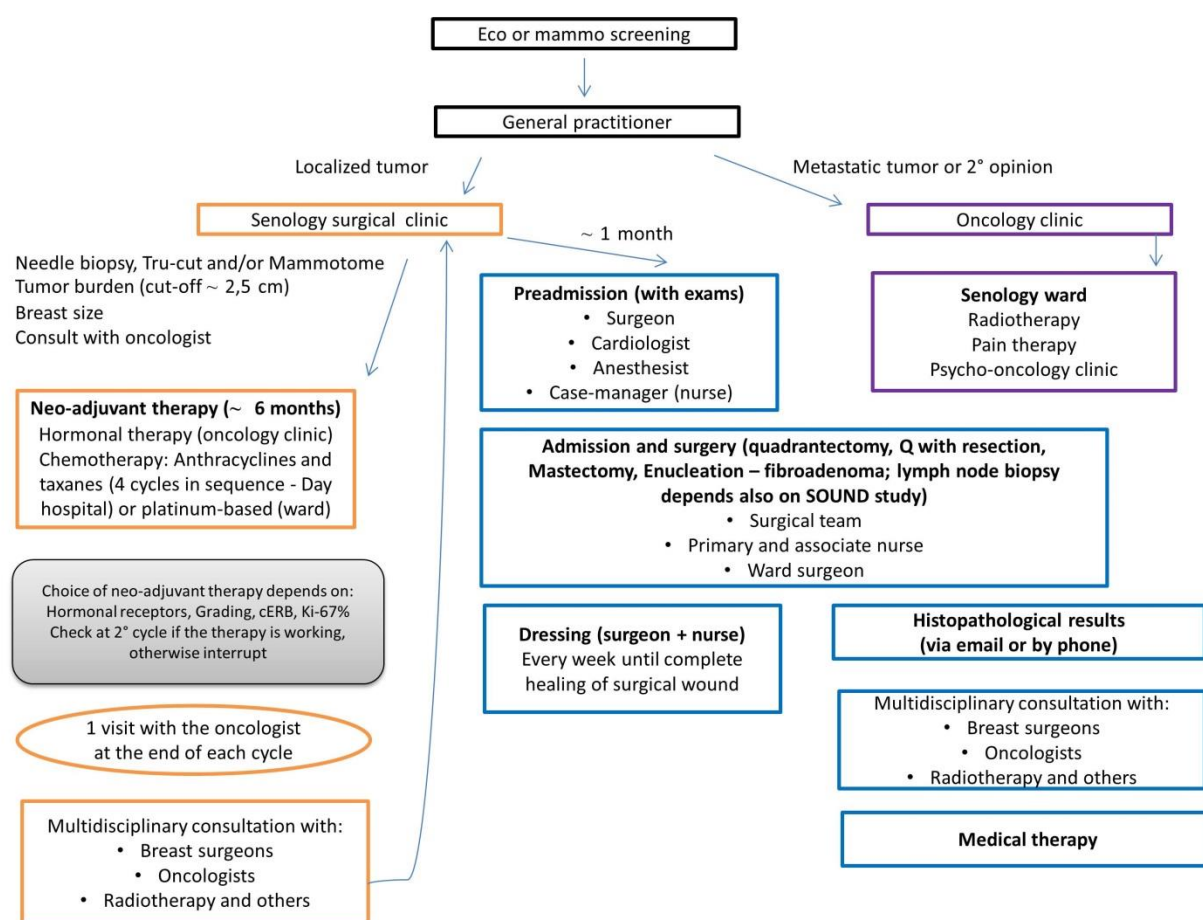 Eco or mammo screening
General practitioner
Localized tumor
Metastatic tumor or 2° opinion
Senology surgical clinic
Oncology clinic
~ 1 month
Needle biopsy, Tru-cut and/or Mammotome
Tumor burden (cut-off ~ 2,5 cm)
Breast size
Consult with oncologist
Preadmission (with exams)
• Surgeon
• Cardiologist
• Anesthesist
• Case-manager (nurse)
Senology ward
Radiotherapy
Pain therapy
Psycho-oncology clinic
Neo-adjuvant therapy (~ 6 months)
Hormonal therapy (oncology clinic)
Chemotherapy: Anthracyclines and
taxanes (4 cycles in sequence - Day
hospital) or platinum-based (ward)
Admission and surgery (quadrantectomy, Q with resection,
Mastectomy, Enucleation – fibroadenoma; lymph node biopsy
depends also on SOUND study)
• Surgical team
• Primary and associate nurse
• Ward surgeon
Choice of neo-adjuvant therapy depends on:
Hormonal receptors, Grading, cERB, Ki-67%
Check at 2° cycle if the therapy is working,
otherwise interrupt
Dressing (surgeon + nurse)
Every week until complete
healing of surgical wound
Histopathological results
(via email or by phone)
1 visit with the oncologist
at the end of each cycle
Multidisciplinary consultation with:
• Breast surgeons
• Oncologists
• Radiotherapy and others
Multidisciplinary consultation with:
• Breast surgeons
• Oncologists
• Radiotherapy and others
Medical therapy